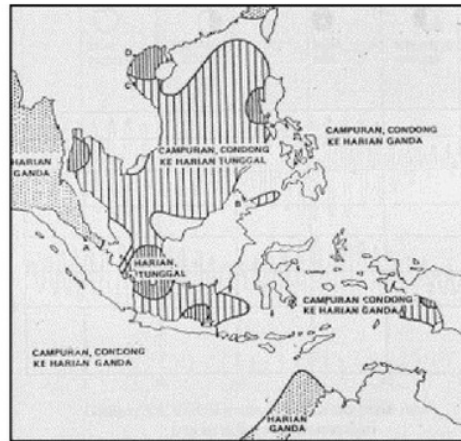 D
C
CAMPURAN, CONDONG
KE HARIAN TUNGGAL
CAMPURAN, CONDONG
KE HARIAN GANDA
HARIAN
GANDA
B
A
HARIAN,
TUNGGAL
CAMPURAN CONDONG
KE HARIAN GANDA
CAMPURAN, CONDONG
KE HARIAN GANDA
HARIAN
GANDA